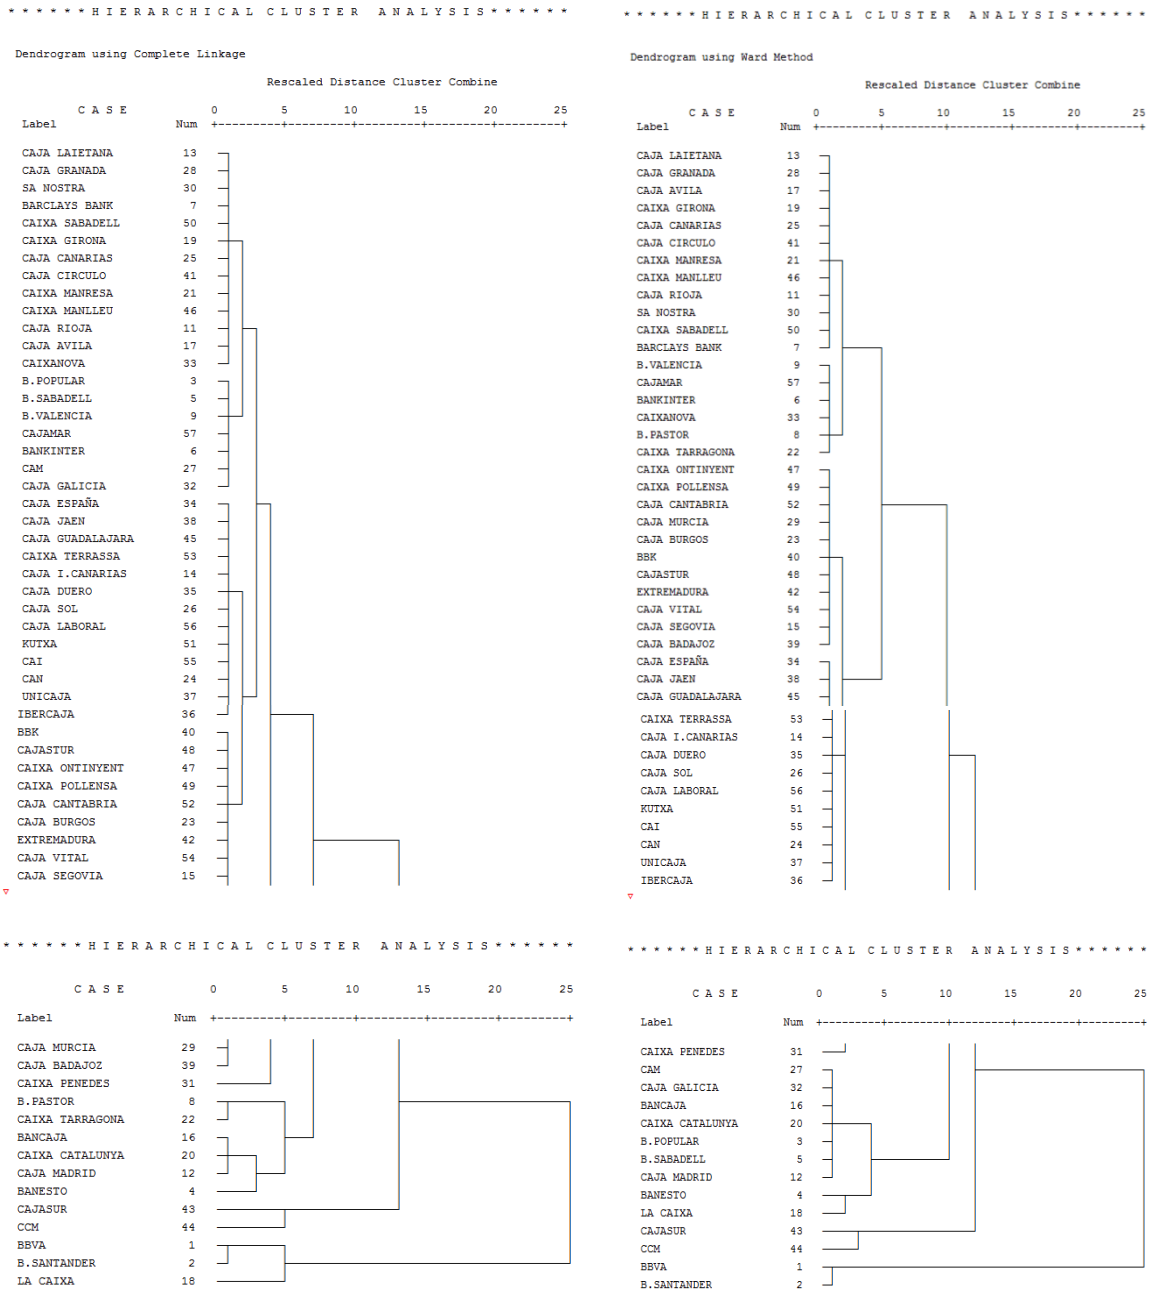 * * * * * * H I E R A R C H I C A L   C L U S T E R   A N A L Y S I S * * * * * *
Dendrogram using Complete Linkage
Rescaled Distance Cluster Combine
C A S E 0 5 10 15 20 25
Label Num +---------+---------+---------+---------+---------+
CAJA LAIETANA 13
CAJA GRANADA 28
SA NOSTRA 30
BARCLAYS BANK 7
CAIXA SABADELL 50
CAIXA GIRONA 19
CAJA CANARIAS 25
CAJA CIRCULO 41
CAIXA MANRESA 21
CAIXA MANLLEU 46
CAJA RIOJA 11
CAJA AVILA 17
CAIXANOVA 33
B.POPULAR 3
B.SABADELL 5
B.VALENCIA 9
CAJAMAR 57
BANKINTER 6
CAM 27
CAJA GALICIA 32
CAJA ESPAÑA 34
CAJA JAEN 38
CAJA GUADALAJARA 45
CAIXA TERRASSA 53
CAJA I.CANARIAS 14
CAJA DUERO 35
CAJA SOL 26
CAJA LABORAL 56
KUTXA 51
CAI 55
CAN 24
UNICAJA 37
IBERCAJA 36
BBK 40
CAJASTUR 48
CAIXA ONTINYENT 47
CAIXA POLLENSA 49
CAJA CANTABRIA 52
CAJA BURGOS 23
EXTREMADURA 42
CAJA VITAL 54
CAJA SEGOVIA 15
* * * * * * H I E R A R C H I C A L   C L U S T E R   A N A L Y S I S * * * * * *
C A S E 0 5 10 15 20 25
Label Num +---------+---------+---------+---------+---------+
CAJA MURCIA 29
CAJA BADAJOZ 39
CAIXA PENEDES 31
B.PASTOR 8
CAIXA TARRAGONA 22
BANCAJA 16
CAIXA CATALUNYA 20
CAJA MADRID 12
BANESTO 4
CAJASUR 43
CCM 44
BBVA 1
B.SANTANDER 2
LA CAIXA 18
* * * * * * H I E R A R C H I C A L   C L U S T E R   A N A L Y S I S * * * * * *
Dendrogram using Ward Method
Rescaled Distance Cluster Combine
C A S E 0 5 10 15 20 25
Label Num +---------+---------+---------+---------+---------+
CAJA LAIETANA 13
CAJA GRANADA 28
CAJA AVILA 17
CAIXA GIRONA 19
CAJA CANARIAS 25
CAJA CIRCULO 41
CAIXA MANRESA 21
CAIXA MANLLEU 46
CAJA RIOJA 11
SA NOSTRA 30
CAIXA SABADELL 50
BARCLAYS BANK 7
B.VALENCIA 9
CAJAMAR 57
BANKINTER 6
CAIXANOVA 33
B.PASTOR 8
CAIXA TARRAGONA 22
CAIXA ONTINYENT 47
CAIXA POLLENSA 49
CAJA CANTABRIA 52
CAJA MURCIA 29
CAJA BURGOS 23
BBK 40
CAJASTUR 48
EXTREMADURA 42
CAJA VITAL 54
CAJA SEGOVIA 15
CAJA BADAJOZ 39
CAJA ESPAÑA 34
CAJA JAEN 38
CAJA GUADALAJARA 45
CAIXA TERRASSA 53
CAJA I.CANARIAS 14
CAJA DUERO 35
CAJA SOL 26
CAJA LABORAL 56
KUTXA 51
CAI 55
CAN 24
UNICAJA 37
IBERCAJA 36
* * * * * * H I E R A R C H I C A L   C L U S T E R   A N A L Y S I S * * * * * *
C A S E 0 5 10 15 20 25
Label Num +---------+---------+---------+---------+---------+
CAIXA PENEDES 31
CAM 27
CAJA GALICIA 32
BANCAJA 16
CAIXA CATALUNYA 20
B.POPULAR 3
B.SABADELL 5
CAJA MADRID 12
BANESTO 4
LA CAIXA 18
CAJASUR 43
CCM 44
BBVA 1
B.SANTANDER 2